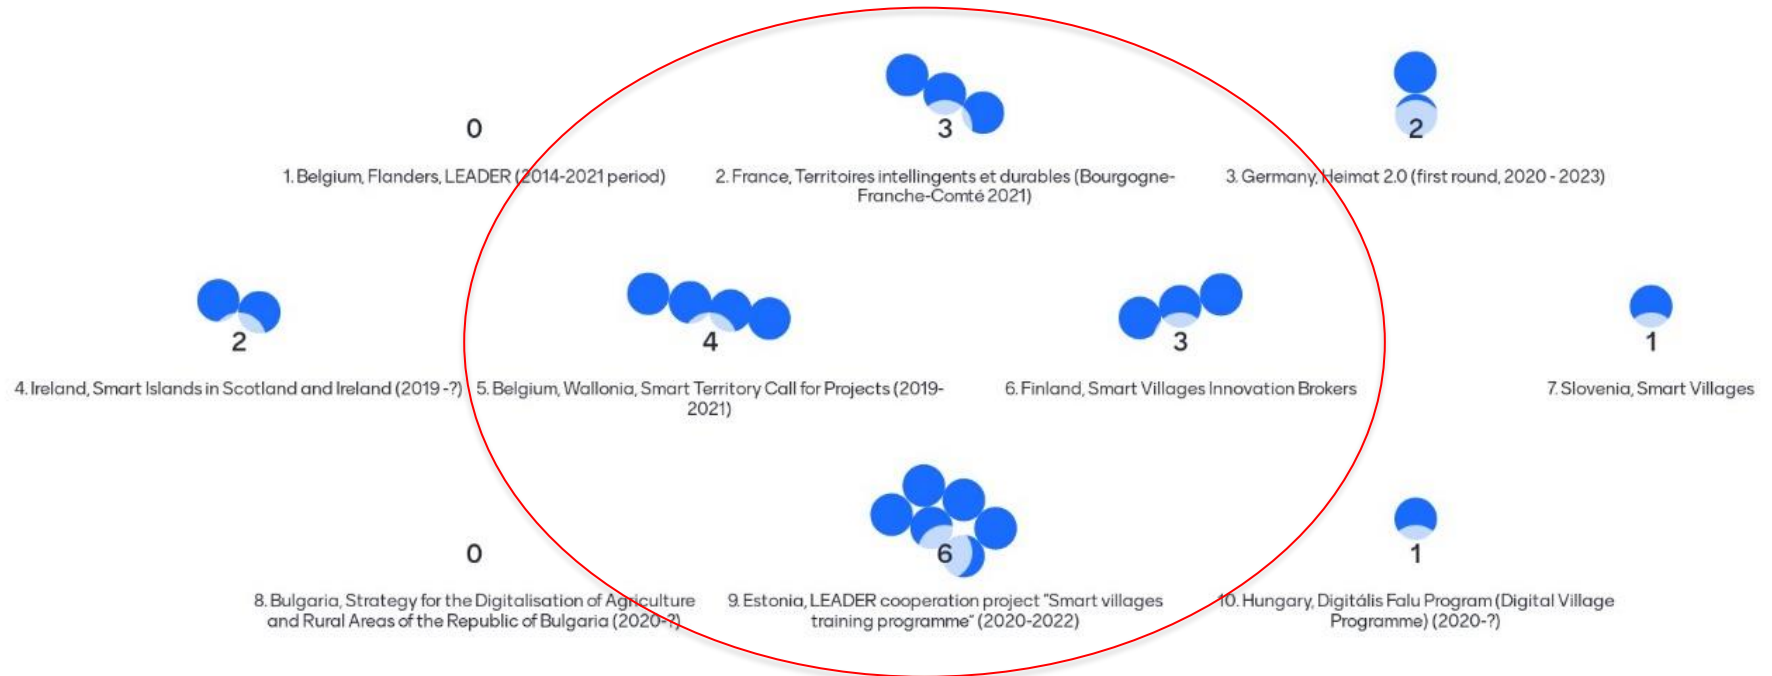 0
3
2
1. Belgium, Flanders, LEADER (2014-2021 period)
2. France, Territoires intellingents et durables (Bourgogne-
Franche-Comté 2021)
3. Germany, Heimat 2.0 (first round, 2020 - 2023)
2
4
3
1
4. Ireland, Smart Islands in Scotland and Ireland (2019 -?)
5. Belgium, Wallonia, Smart Territory Call for Projects (2019-
2021)
6. Finland, Smart Villages Innovation Brokers
7. Slovenia, Smart Villages
0
6
1
8. Bulgaria, Strategy for the Digitalisation of Agriculture
and Rural Areas of the Republic of Bulgaria (2020-?)
9. Estonia, LEADER cooperation project "Smart villages
training programme" (2020-2022)
10. Hungary, Digitális Falu Program (Digital Village
Programme) (2020-?)